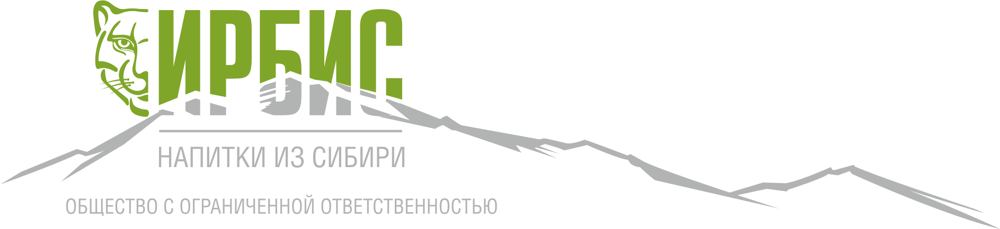 ИРБИС
НАПИТКИ ИЗ СИБИРИ
ОБЩЕСТВО С ОГРАНИЧЕННОЙ ОТВЕТСТВЕННОСТЬЮ